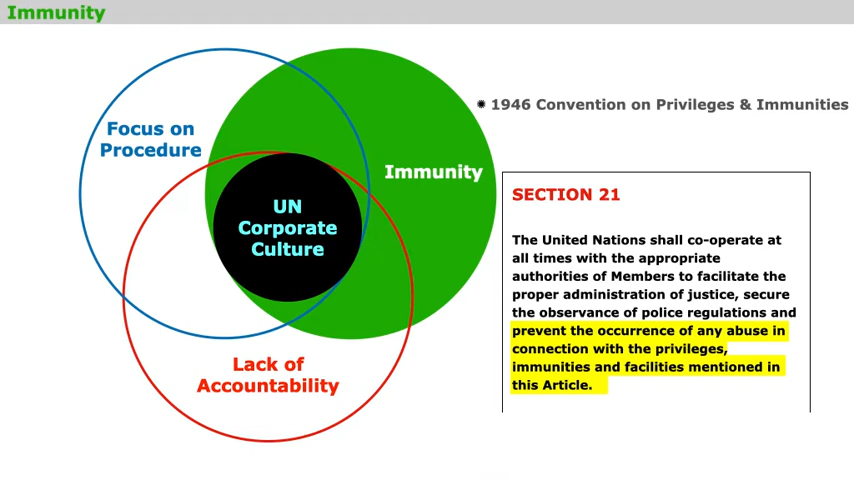 Immunity
Focus on
Procedure
Immunity
UN
Corporate
Culture
Lack of
Accountability
✹ 1946 Convention on Privileges & Immunities
SECTION 21
The United Nations shall co-operate at
all times with the appropriate
authorities of Members to facilitate the
proper administration of justice, secure
the observance of police regulations and
prevent the occurrence of any abuse in
connection with the privileges,
immunities and facilities mentioned in
this Article.